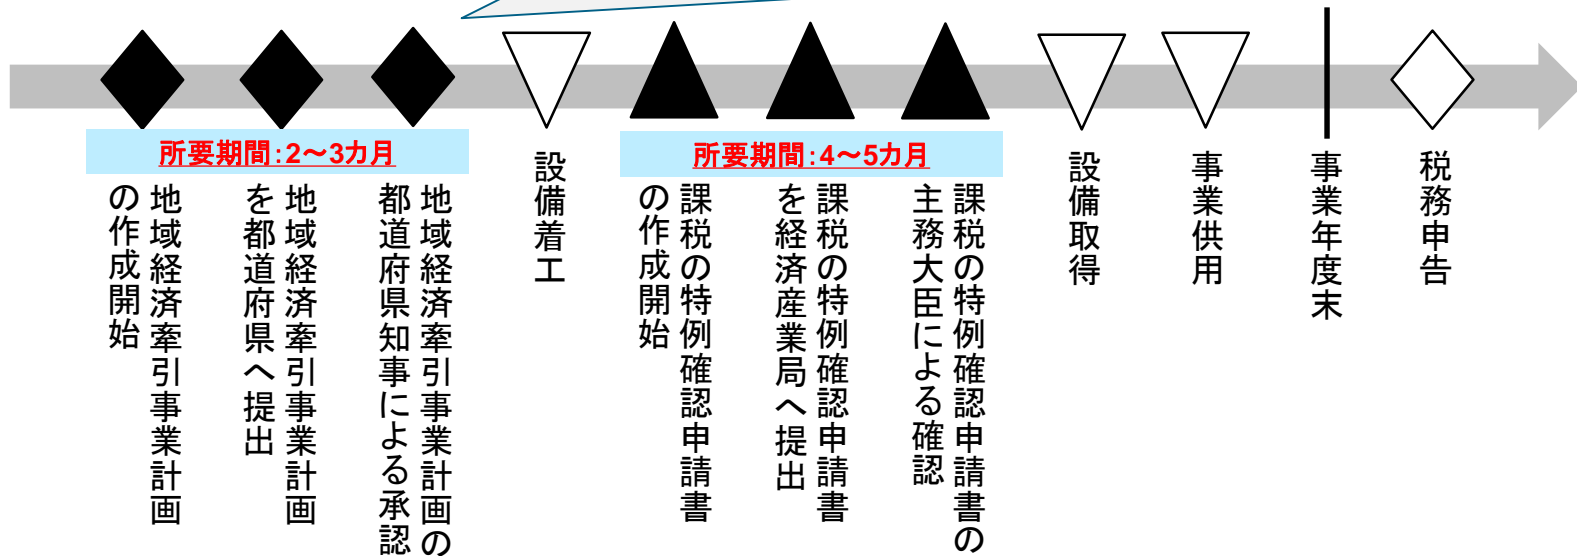 所要期間:2～3カ月
所要期間:4～5カ月
地域経済牽引事業計画
の作成開始
地域経済牽引事業計画
を都道府県へ提出
地域経済牽引事業計画の
都道府県知事による承認
設備着工
課税の特例確認申請書
の作成開始
課税の特例確認申請書
を経済産業局へ提出
課税の特例確認申請書の
主務大臣による確認
設備取得
事業供用
事業年度末
税務申告